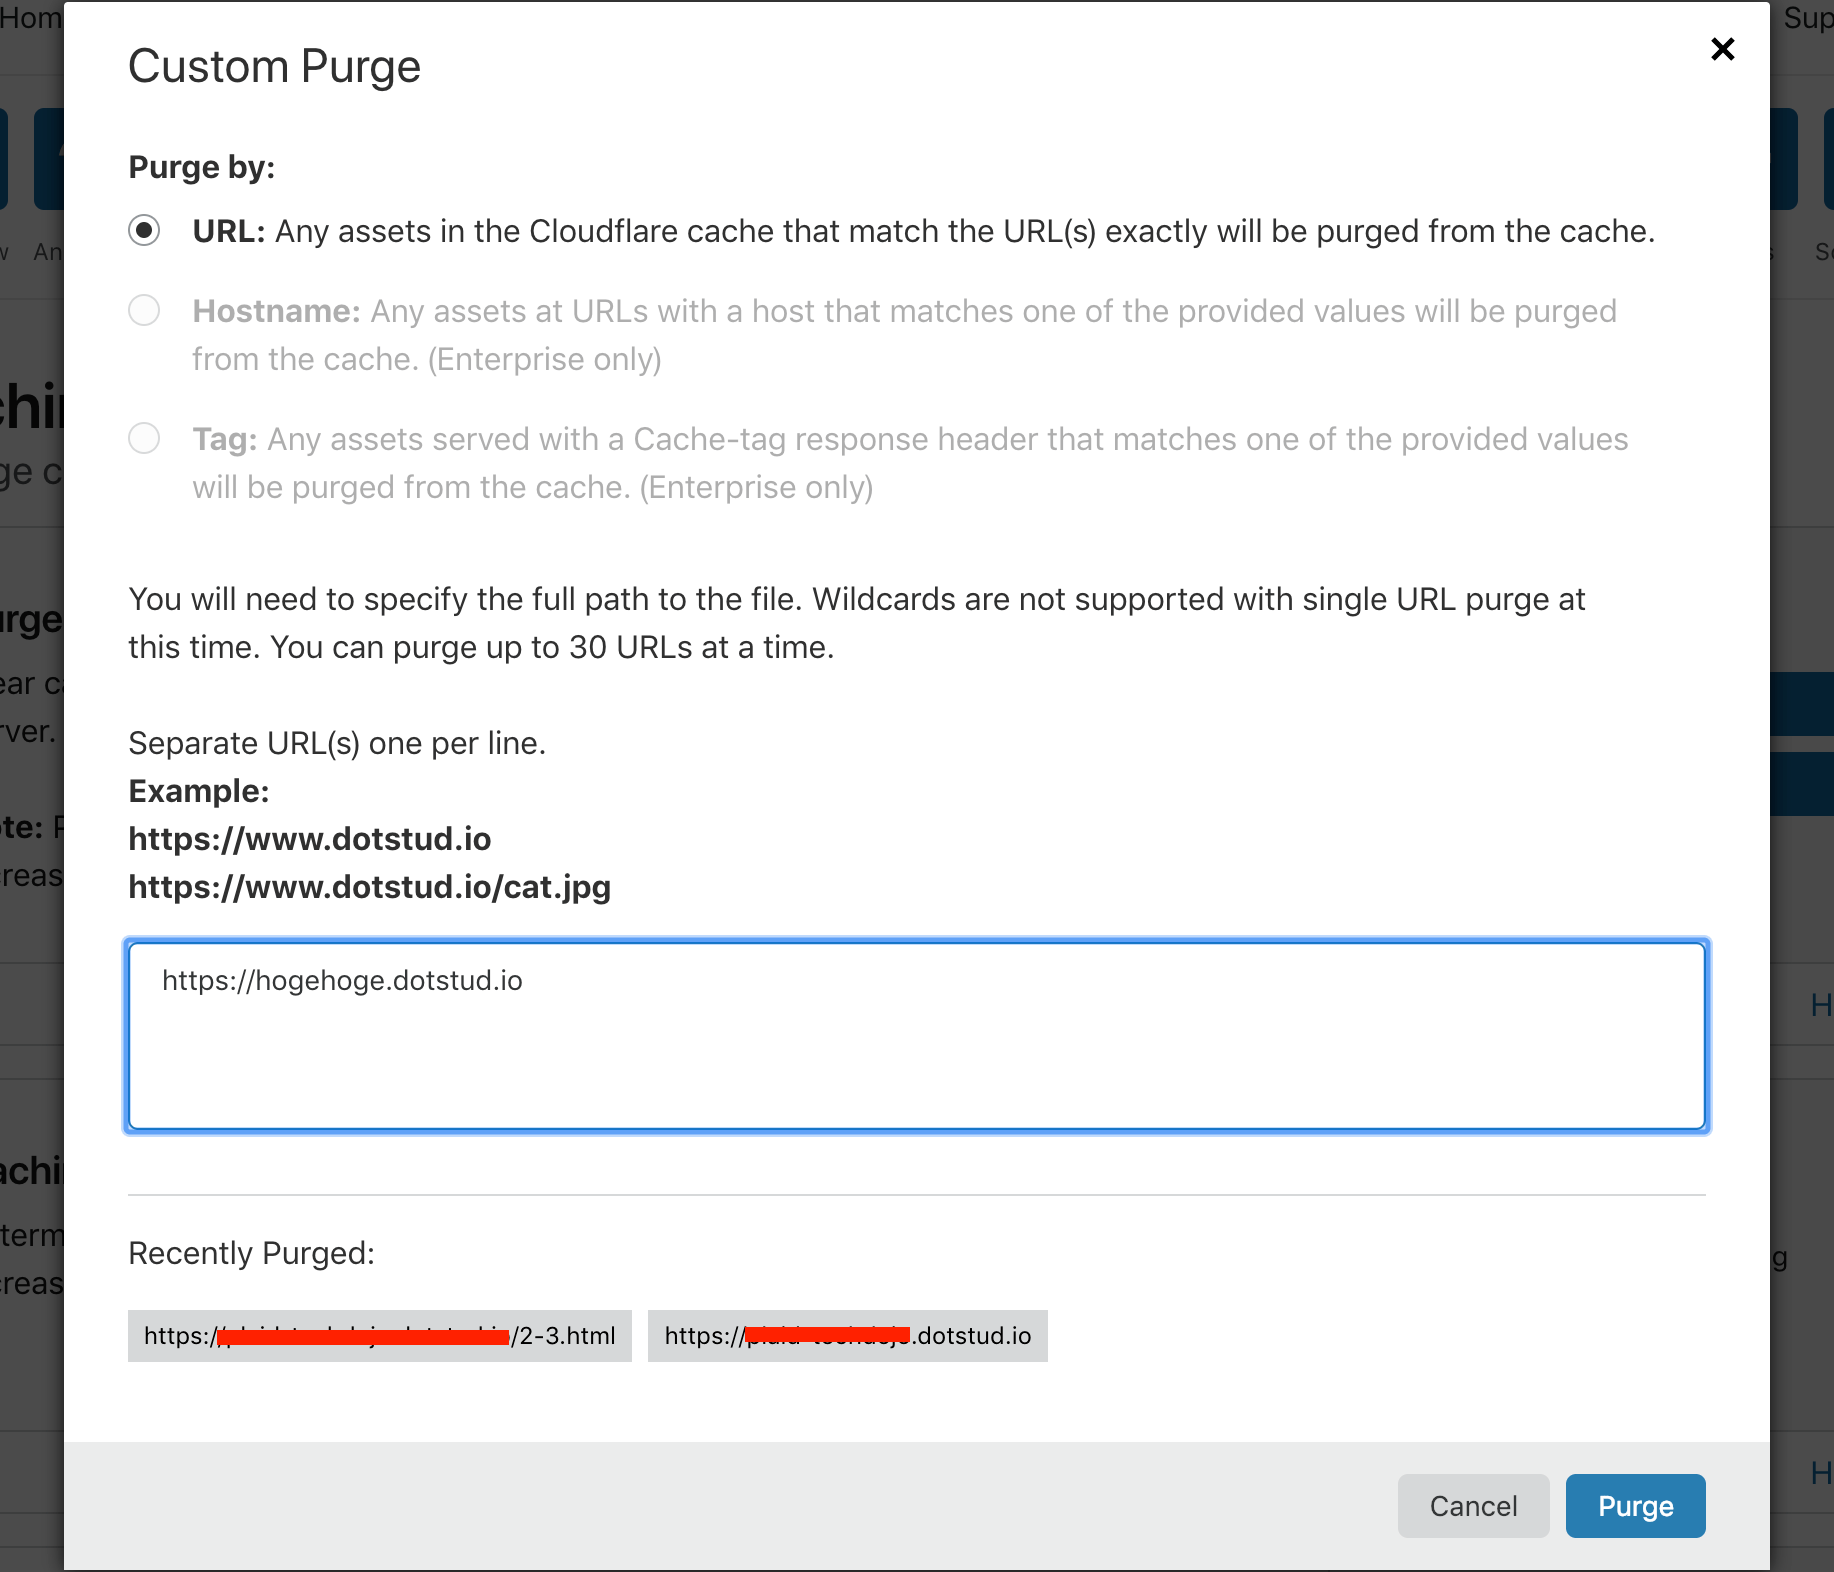 Custom Purge
Purge by:
URL: Any assets in the Cloudflare cache that match the URL(s) exactly will be purged from the cache.
Hostname: Any assets at URLs with a host that matches one of the provided values will be purged
from the cache. (Enterprise only)
Tag: Any assets served with a Cache-tag response header that matches one of the provided values
will be purged from the cache. (Enterprise only)
You will need to specify the full path to the file. Wildcards are not supported with single URL purge at
this time. You can purge up to 30 URLs at a time.
Separate URL(s) one per line.
Example:
https://www.dotstud.io
https://www.dotstud.io/cat.jpg
https://hogehoge.dotstud.io
Recently Purged:
https:/ /2-3.html
https:// .dotstud.io
Cancel
Purge